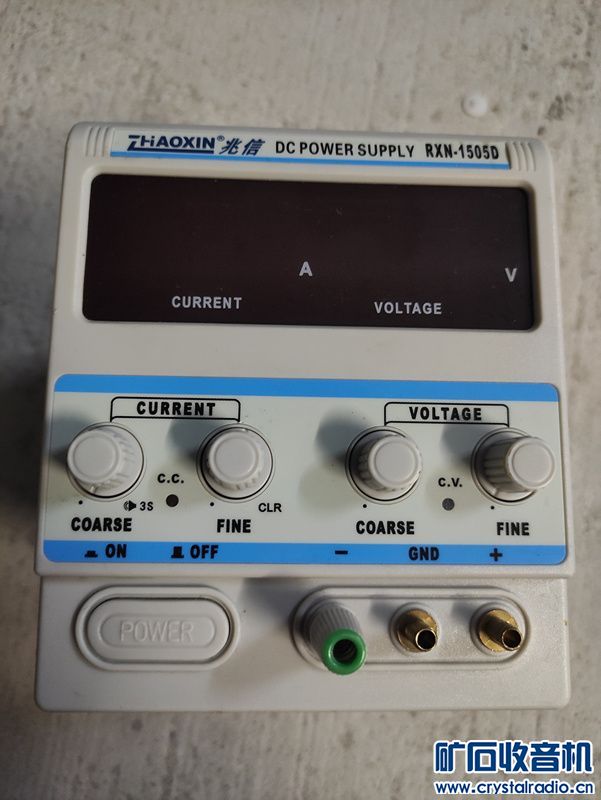 ZHAOXIN® 兆信 DC POWER SUPPLY RXN-1505D
A V
CURRENT VOLTAGE
CURRENT VOLTAGE
C.C. C.V.
3S CLR
COARSE FINE COARSE FINE
ON OFF − GND +
POWER
矿石收音机
www.crystalradio.cn